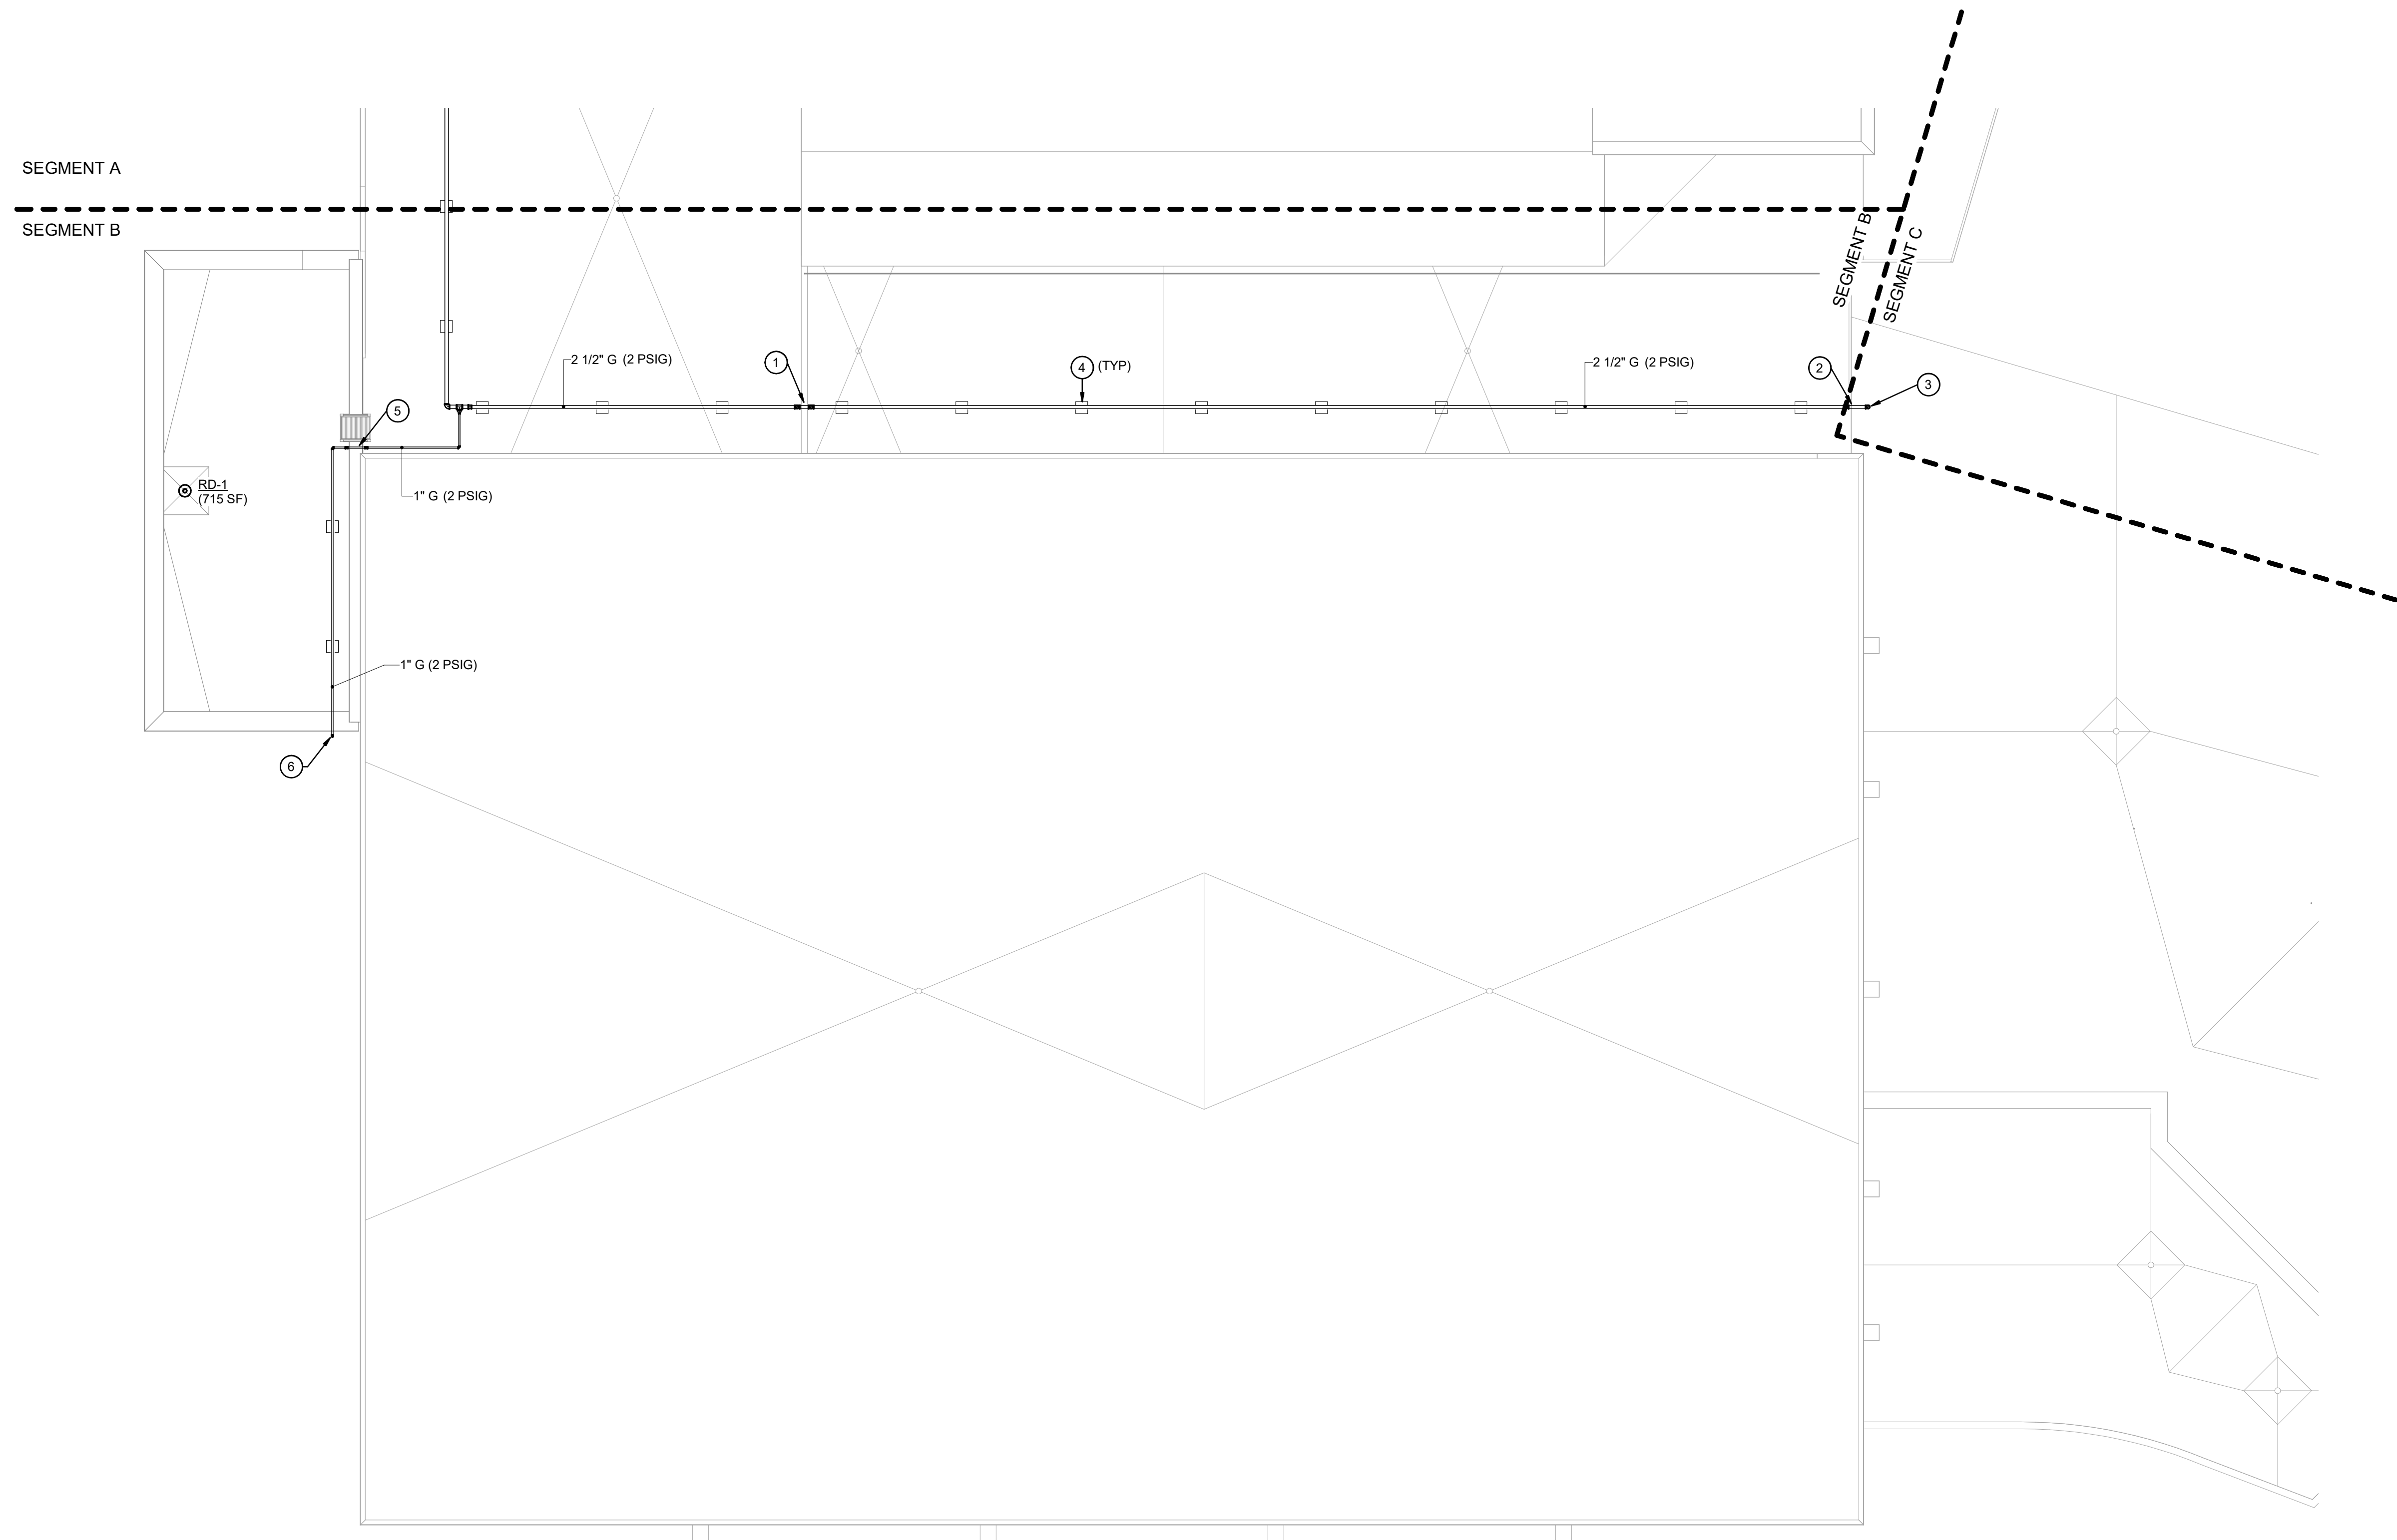 SEGMENT A
SEGMENT B
SEGMENT B
SEGMENT C
2 1/2" G (2 PSIG)
1
4 (TYP)
2 1/2" G (2 PSIG)
2
3
5
1" G (2 PSIG)
RD-1
(715 SF)
1" G (2 PSIG)
6